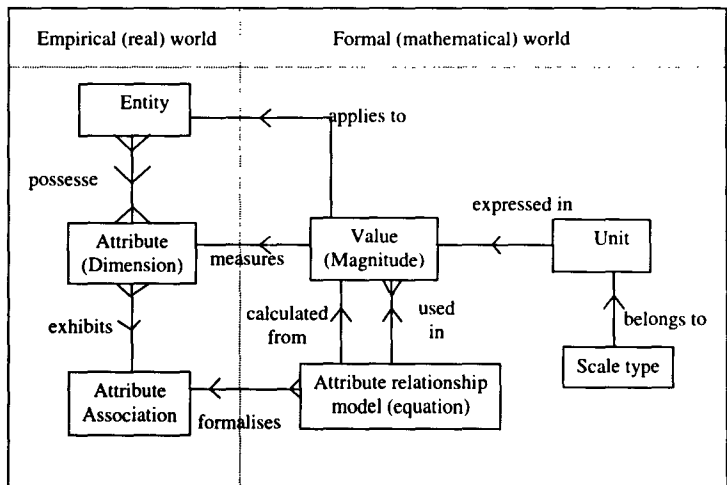 Empirical (real) world
Formal (mathematical) world
Entity
applies to
possesse
expressed in
Attribute
(Dimension)
measures
Value
(Magnitude)
Unit
exhibits
calculated
from
used
in
belongs to
Scale type
Attribute
Association
formalises
Attribute relationship
model (equation)